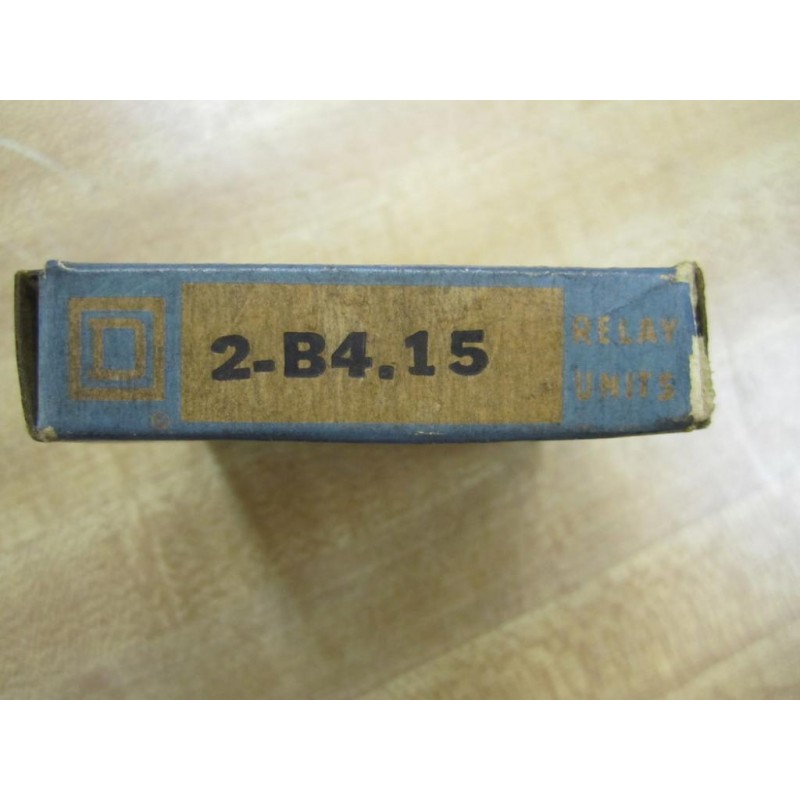 D
2-B4.15
RELAY
UNITS
®